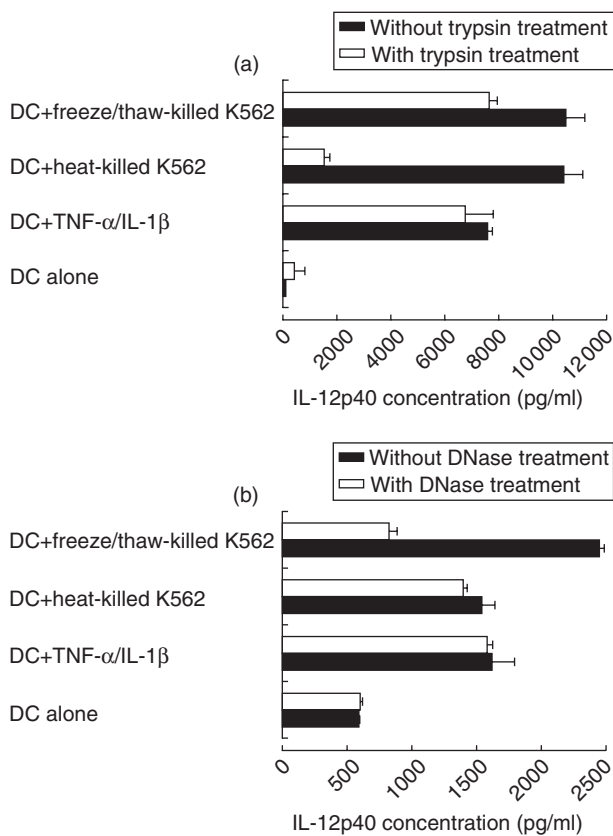 Without trypsin treatment
With trypsin treatment
(a)
DC+freeze/thaw-killed K562
DC+heat-killed K562
DC+TNF-α/IL-1β
DC alone
0 2000 4000 6000 8000 10000 12000
IL-12p40 concentration (pg/ml)
Without DNase treatment
With DNase treatment
(b)
DC+freeze/thaw-killed K562
DC+heat-killed K562
DC+TNF-α/IL-1β
DC alone
0 500 1000 1500 2000 2500
IL-12p40 concentration (pg/ml)